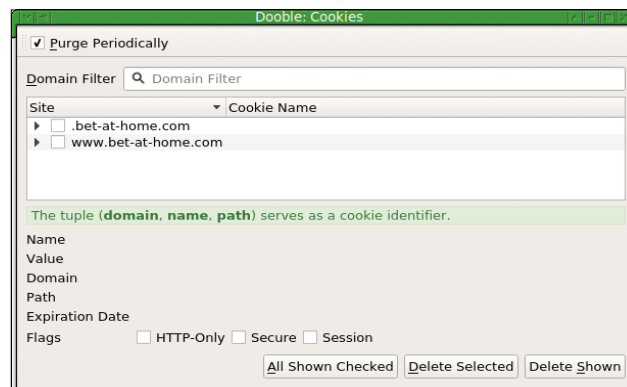 Dooble: Cookies
Purge Periodically
Domain Filter Domain Filter
Site Cookie Name
.bet-at-home.com
www.bet-at-home.com
The tuple (domain, name, path) serves as a cookie identifier.
Name
Value
Domain
Path
Expiration Date
Flags HTTP-Only Secure Session
All Shown Checked Delete Selected Delete Shown